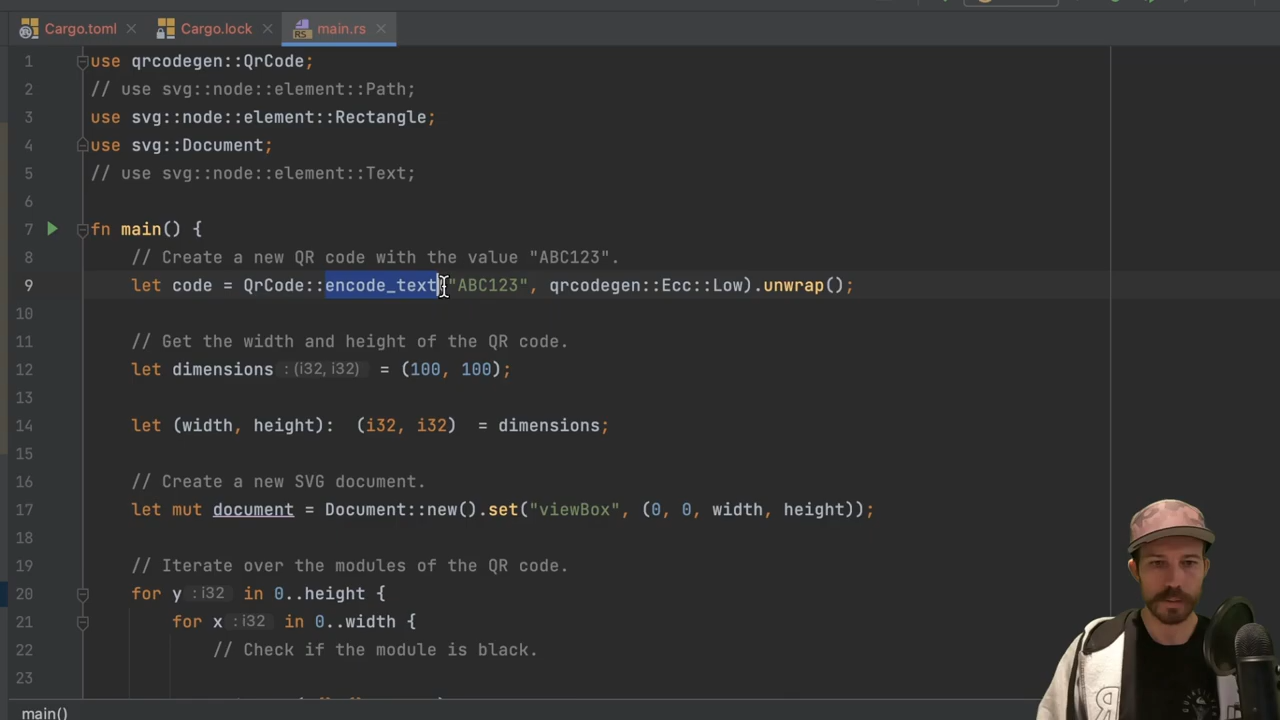 Cargo.toml
Cargo.lock
main.rs
1 use qrcodegen::QrCode;
2 // use svg::node::element::Path;
3 use svg::node::element::Rectangle;
4 use svg::Document;
5 // use svg::node::element::Text;
6
7 fn main() {
8 // Create a new QR code with the value "ABC123".
9 let code = QrCode::encode_text("ABC123", qrcodegen::Ecc::Low).unwrap();
10
11 // Get the width and height of the QR code.
12 let dimensions : (i32, i32) = (100, 100);
13
14 let (width, height): (i32, i32) = dimensions;
15
16 // Create a new SVG document.
17 let mut document = Document::new().set("viewBox", (0, 0, width, height));
18
19 // Iterate over the modules of the QR code.
20 for y : i32 in 0..height {
21 for x : i32 in 0..width {
22 // Check if the module is black.
23
main()